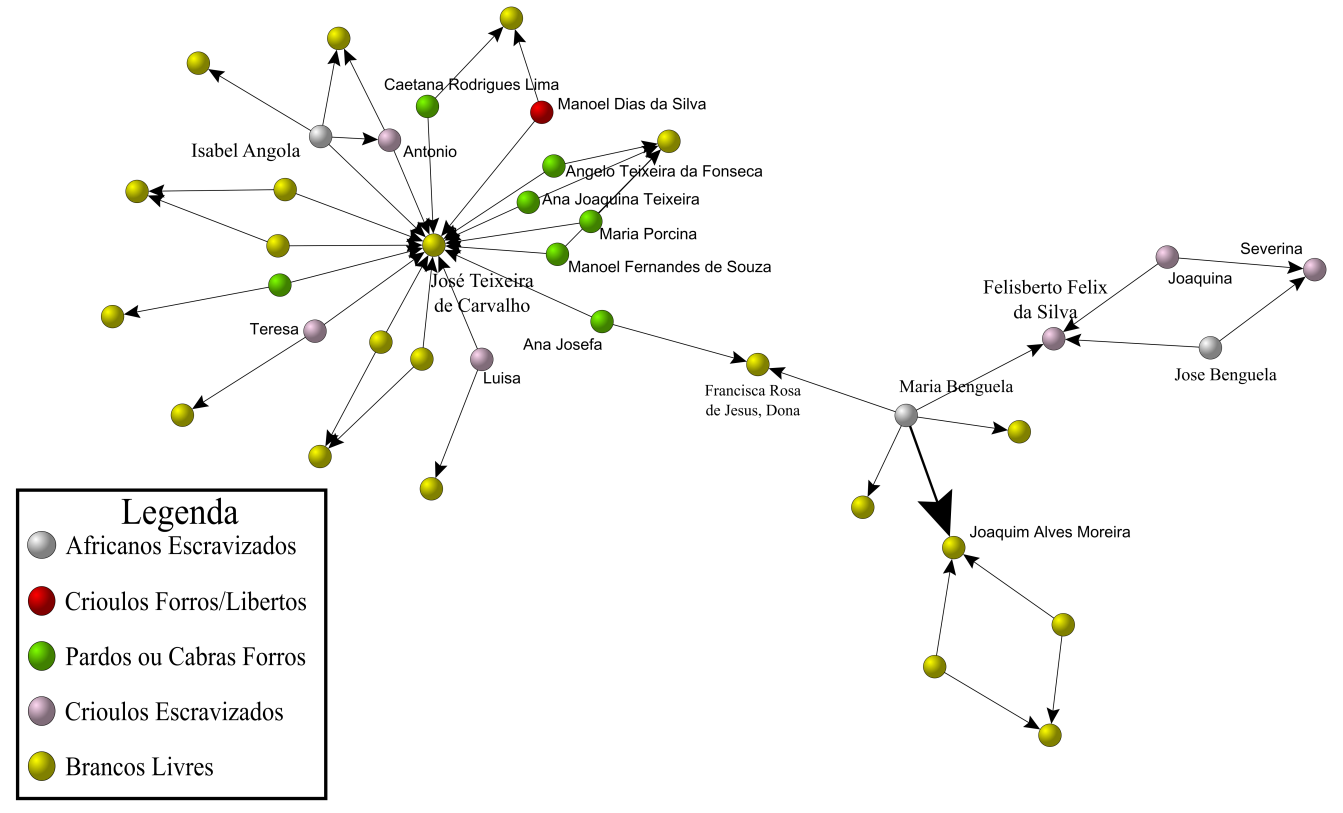 Caetana Rodrigues Lima
Manoel Dias da Silva
Isabel Angola
Antonio
Angelo Teixeira da Fonseca
Ana Joaquina Teixeira
Maria Porcina
Manoel Fernandes de Souza
José Teixeira
de Carvalho
Severina
Joaquina
Felisberto Felix
da Silva
Teresa
Ana Josefa
Luisa
Francisca Rosa
de Jesus, Dona
Maria Benguela
Jose Benguela
Joaquim Alves Moreira
Legenda
Africanos Escravizados
Crioulos Forros/Libertos
Pardos ou Cabras Forros
Crioulos Escravizados
Brancos Livres